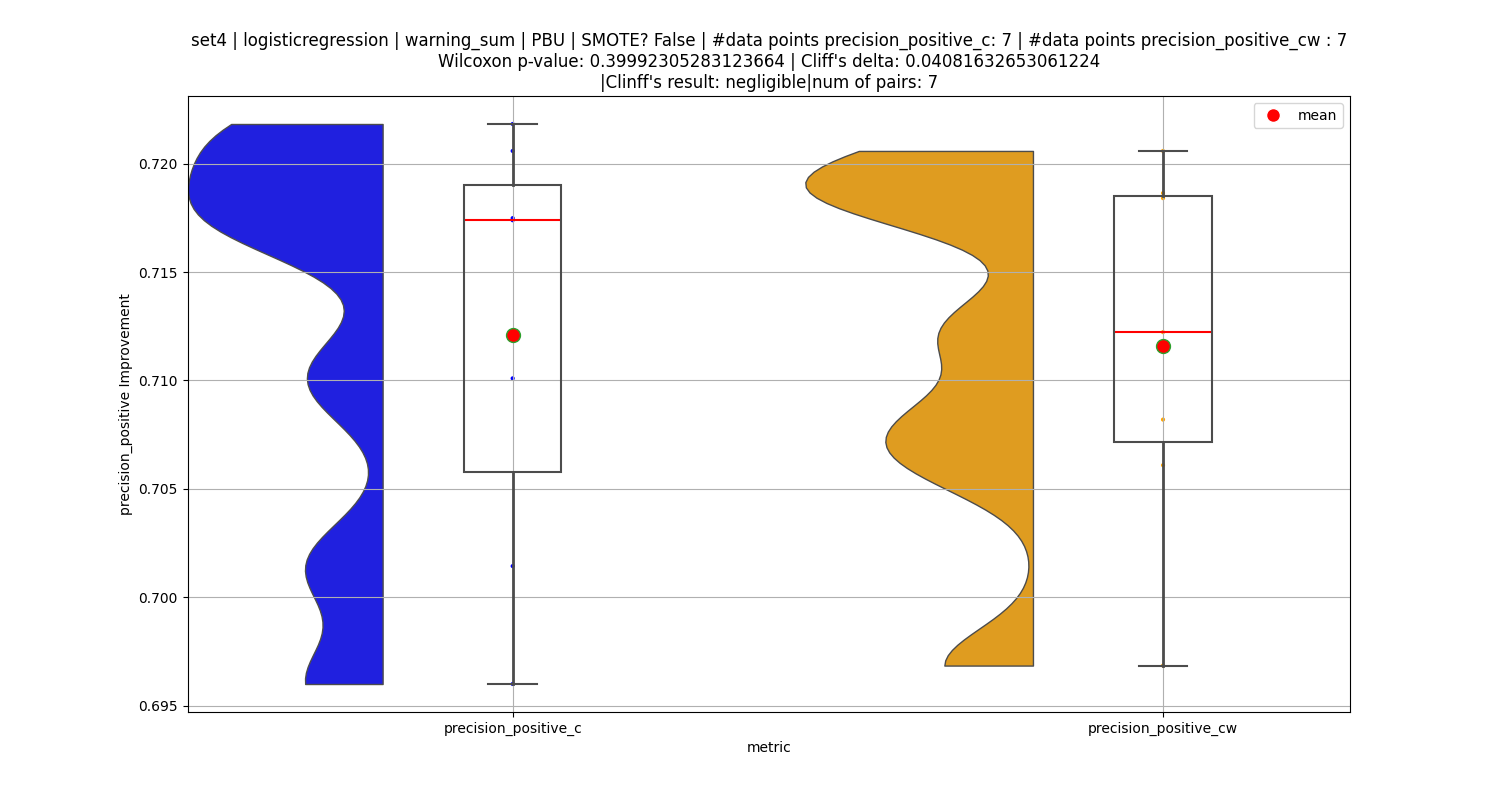 set4 | logisticregression | warning_sum | PBU | SMOTE? False | #data points precision_positive_c: 7 | #data points precision_positive_cw : 7
Wilcoxon p-value: 0.39992305283123664 | Cliff's delta: 0.04081632653061224
|Clinff's result: negligible|num of pairs: 7
mean
0.720
0.715
0.710
0.705
0.700
0.695
precision_positive Improvement
precision_positive_c
precision_positive_cw
metric